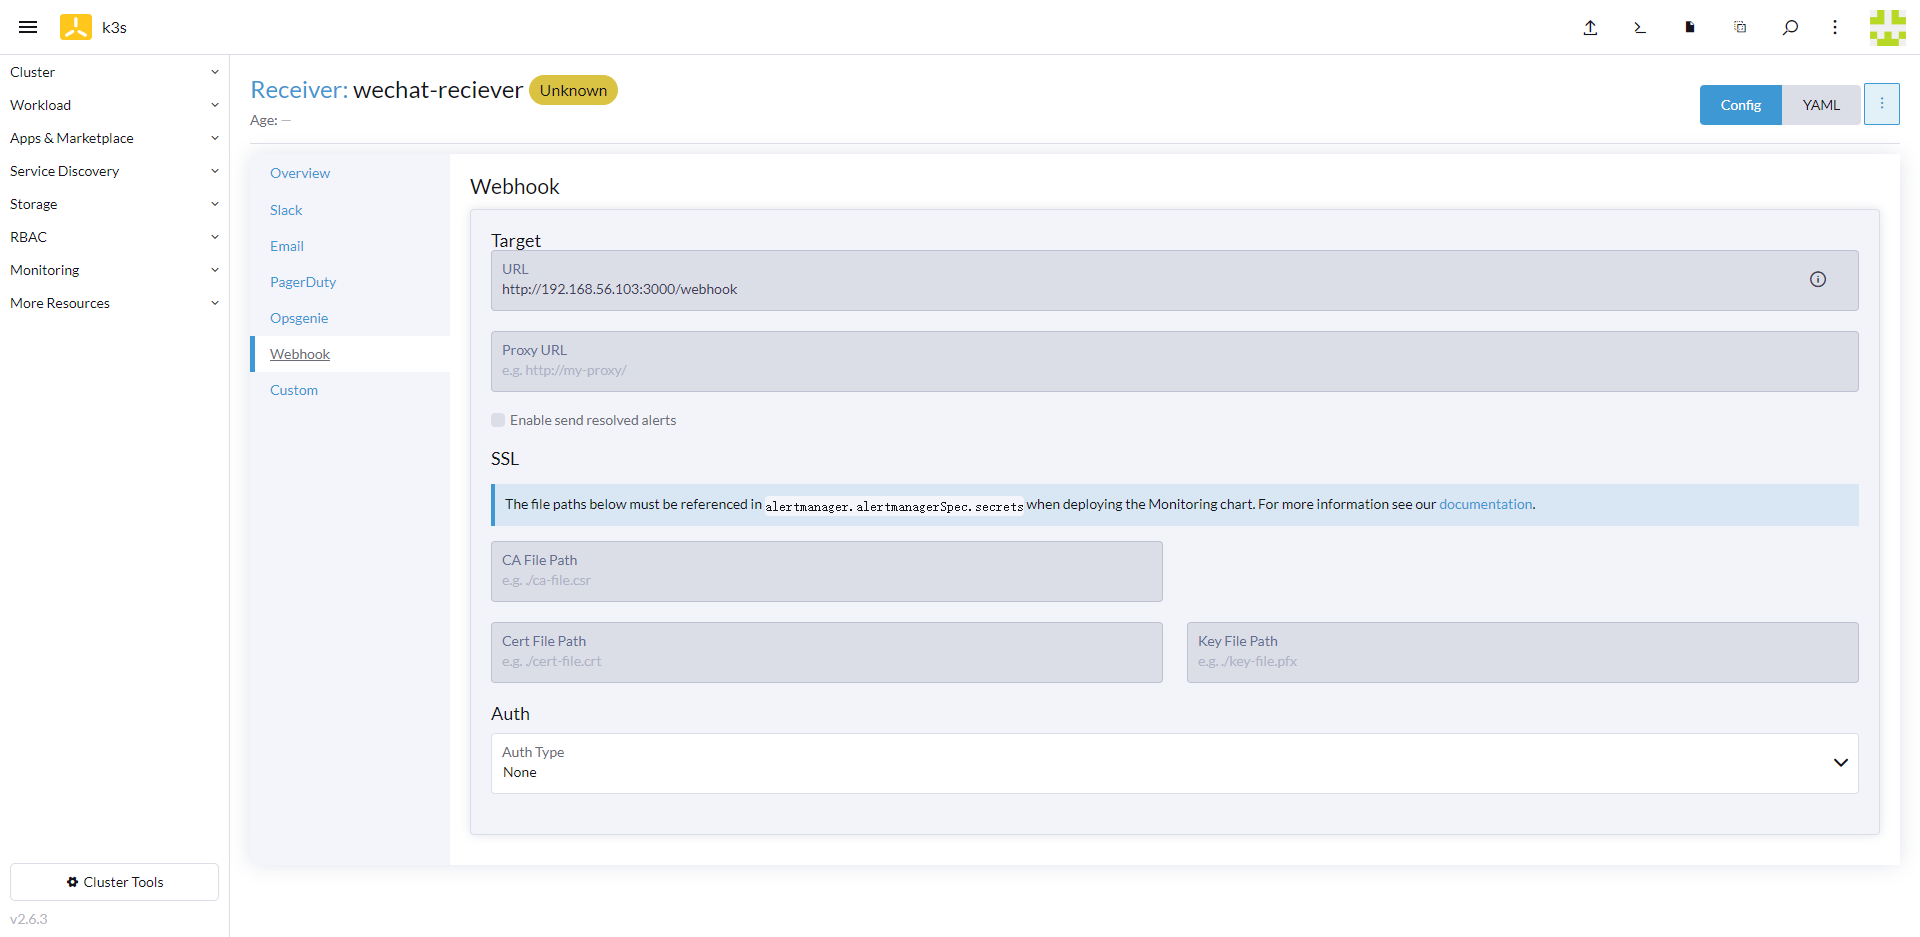 k3s
Cluster
Workload
Apps & Marketplace
Service Discovery
Storage
RBAC
Monitoring
More Resources
Cluster Tools
v2.6.3
Receiver: wechat-reciever Unknown
Age: —
Config YAML
Overview
Slack
Email
PagerDuty
Opsgenie
Webhook
Custom
Webhook
Target
URL
http://192.168.56.103:3000/webhook
Proxy URL
e.g. http://my-proxy/
Enable send resolved alerts
SSL
The file paths below must be referenced in alertmanager.alertmanagerSpec.secrets when deploying the Monitoring chart. For more information see our documentation.
CA File Path
e.g. ./ca-file.csr
Cert File Path
e.g. ./cert-file.crt
Key File Path
e.g. ./key-file.pfx
Auth
Auth Type
None